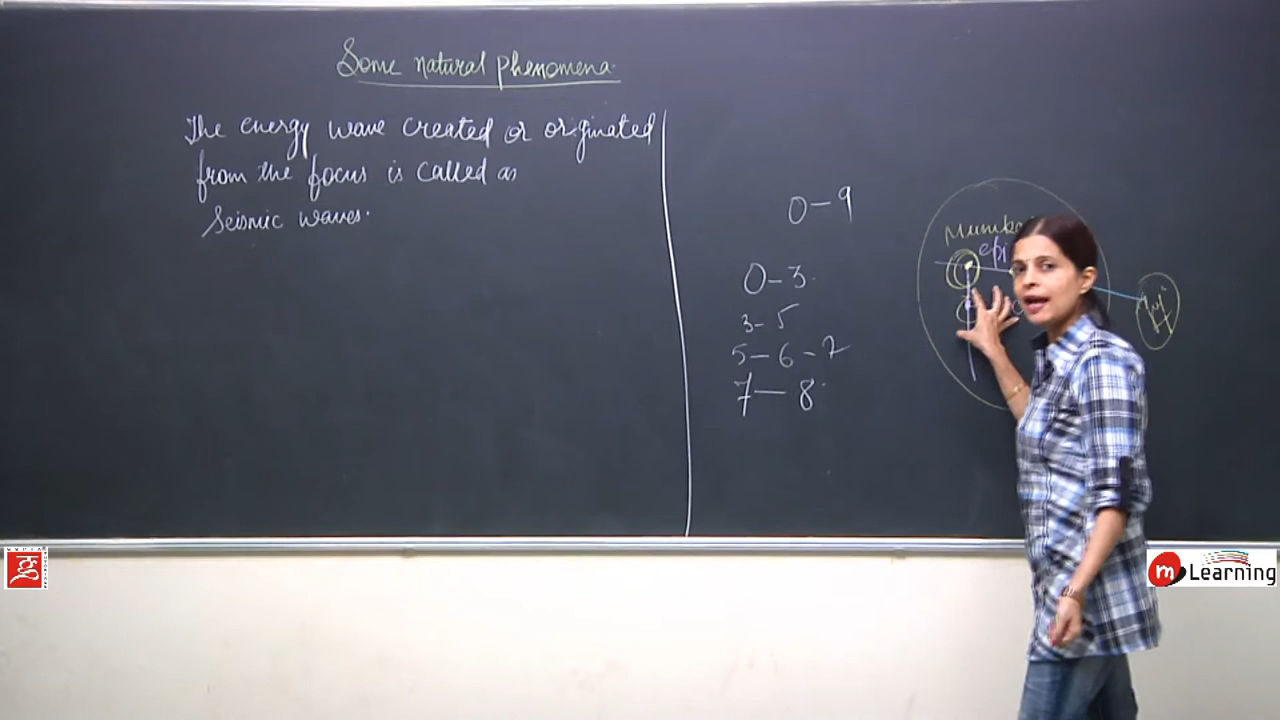 Some natural phenomena
The energy wave created or originated
from the focus is called as
Seismic waves.
0-9
0-3
3-5
5-6-7
7-8
epi
m Learning